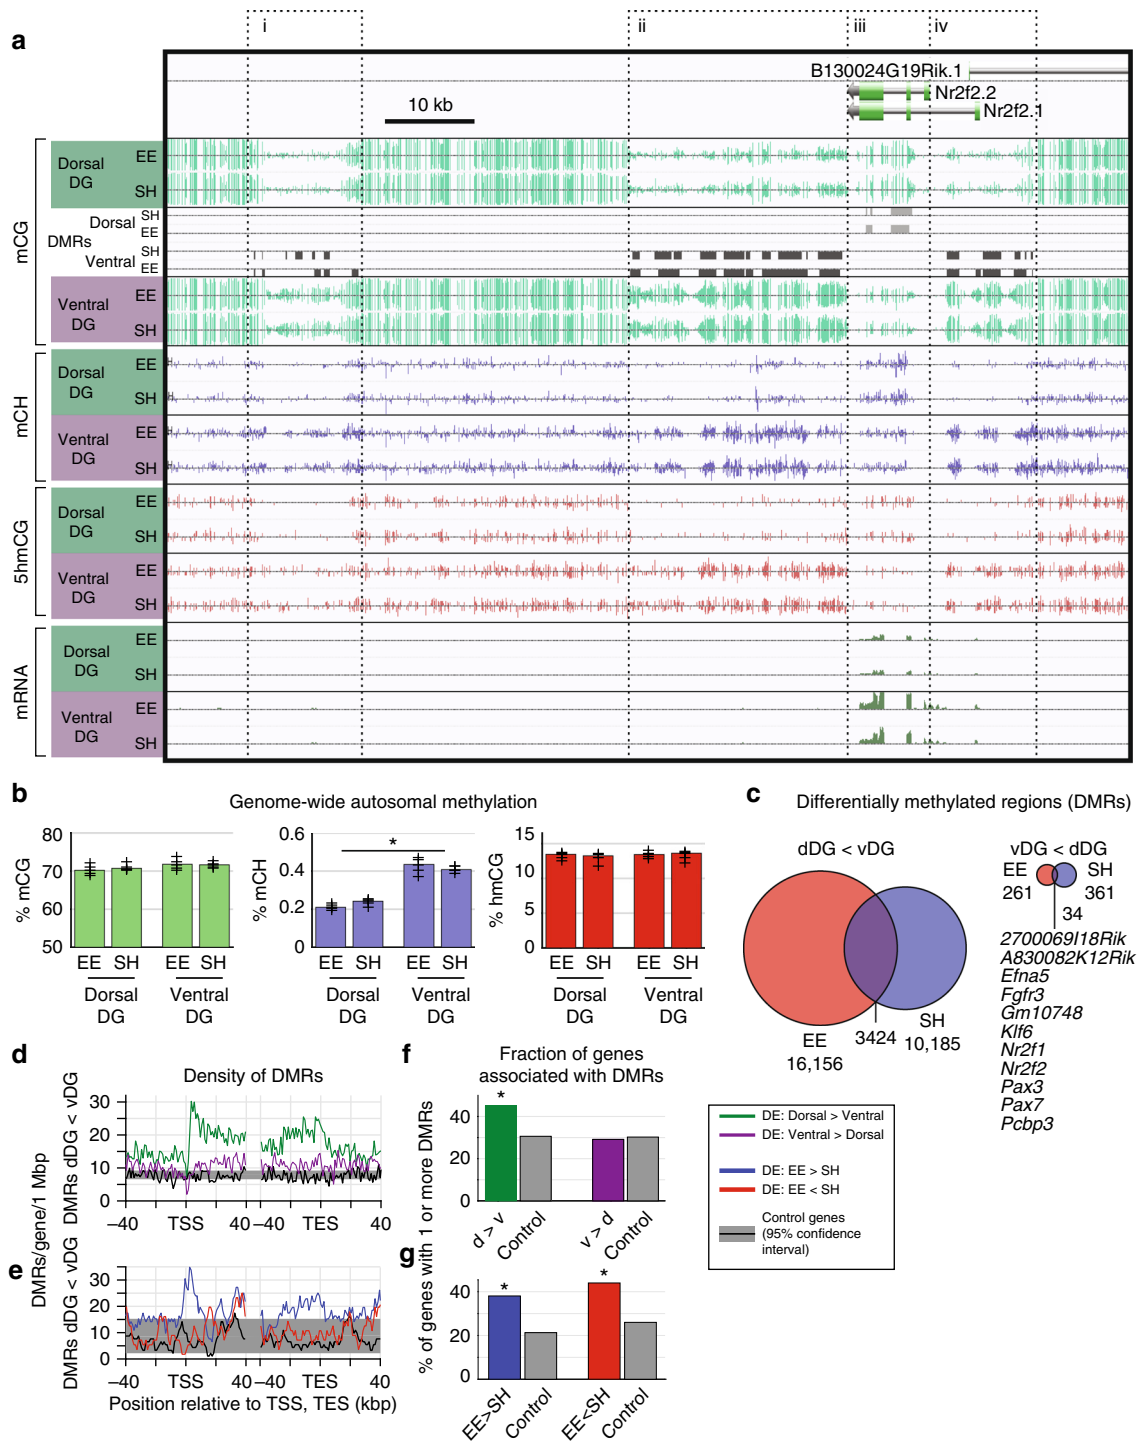 a
i
ii
iii
iv
B130024G19Rik.1
Nr2f2.2
Nr2f2.1
10 kb
mCG
Dorsal DG
EE
SH
DMRs
Dorsal
SH
EE
Ventral
SH
EE
Ventral DG
EE
SH
mCH
Dorsal DG
EE
SH
Ventral DG
EE
SH
5hmCG
Dorsal DG
EE
SH
Ventral DG
EE
SH
mRNA
Dorsal DG
EE
SH
Ventral DG
EE
SH
b
Genome-wide autosomal methylation
% mCG
80
70
60
50
EE SH EE SH
Dorsal DG
Ventral DG
% mCH
0.6
0.4
0.2
0
*
EE SH EE SH
Dorsal DG
Ventral DG
% hmCG
15
10
5
0
EE SH EE SH
Dorsal DG
Ventral DG
c
Differentially methylated regions (DMRs)
dDG < vDG
EE
16,156
3424
SH
10,185
vDG < dDG
EE
261
SH
361
34
2700069I18Rik
A830082K12Rik
Efna5
Fgfr3
Gm10748
Klf6
Nr2f1
Nr2f2
Pax3
Pax7
Pcbp3
d
Density of DMRs
DMRs/gene/1 Mbp
DMRs dDG < vDG
30
20
10
0
−40 TSS 40 −40 TES 40
e
DMRs dDG < vDG
30
20
10
0
−40 TSS 40 −40 TES 40
Position relative to TSS, TES (kbp)
f
Fraction of genes
associated with DMRs
% of genes with 1 or more DMRs
40
20
0
*
d > v
Control
v > d
Control
g
40
20
0
*
*
EE>SH
Control
EE<SH
Control
DE: Dorsal > Ventral
DE: Ventral > Dorsal
DE: EE > SH
DE: EE < SH
Control genes
(95% confidence
interval)